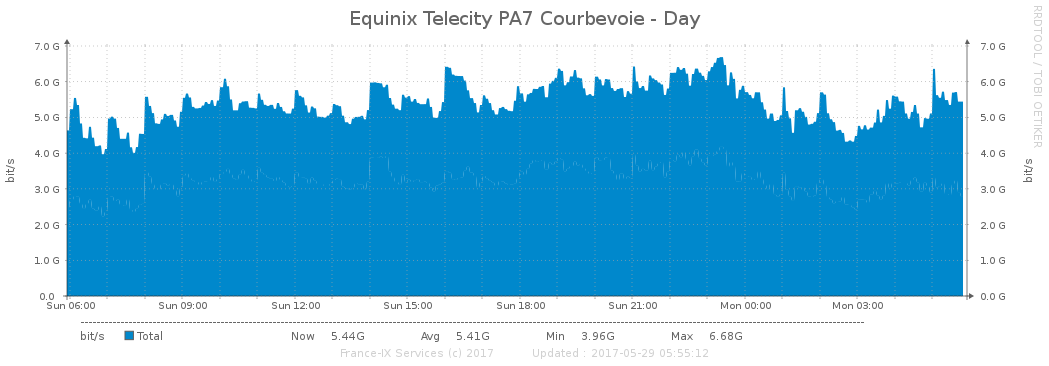 Equinix Telecity PA7 Courbevoie - Day
RRDTOOL / TOBI OETIKER
7.0 G 7.0 G
6.0 G 6.0 G
5.0 G 5.0 G
4.0 G 4.0 G
3.0 G 3.0 G
2.0 G 2.0 G
1.0 G 1.0 G
0.0 0.0 G
bit/s bit/s
Sun 06:00 Sun 09:00 Sun 12:00 Sun 15:00 Sun 18:00 Sun 21:00 Mon 00:00 Mon 03:00
bit/s Total Now 5.44G Avg 5.41G Min 3.96G Max 6.68G
France-IX Services (c) 2017 Updated : 2017-05-29 05:55:12